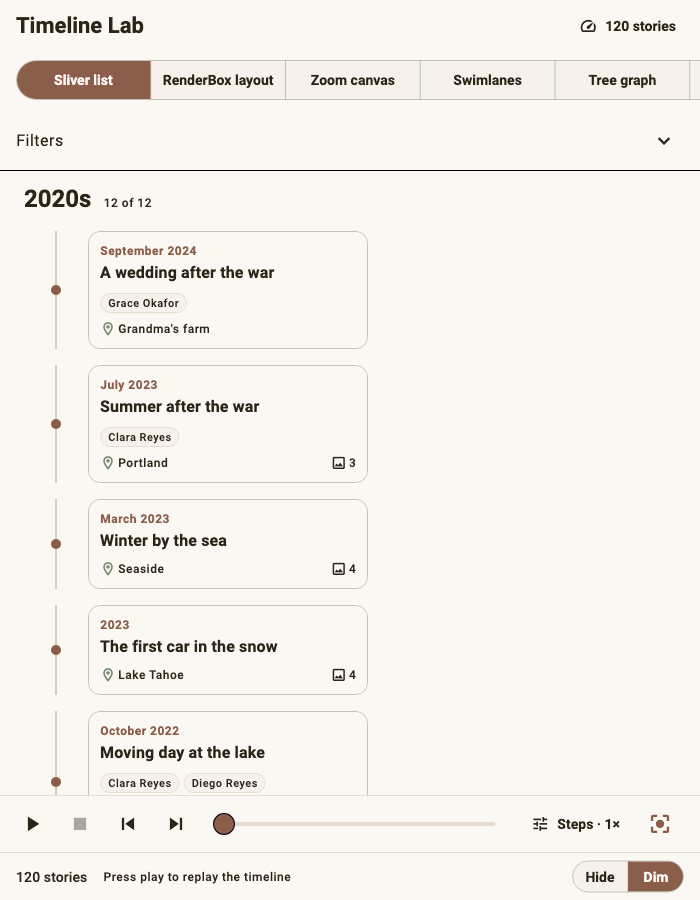 Timeline Lab
120 stories
Sliver list
RenderBox layout
Zoom canvas
Swimlanes
Tree graph
Filters
2020s
12 of 12
September 2024
A wedding after the war
Grace Okafor
Grandma's farm
July 2023
Summer after the war
Clara Reyes
Portland
3
March 2023
Winter by the sea
Seaside
4
2023
The first car in the snow
Lake Tahoe
4
October 2022
Moving day at the lake
Clara Reyes
Diego Reyes
Steps · 1×
120 stories
Press play to replay the timeline
Hide
Dim